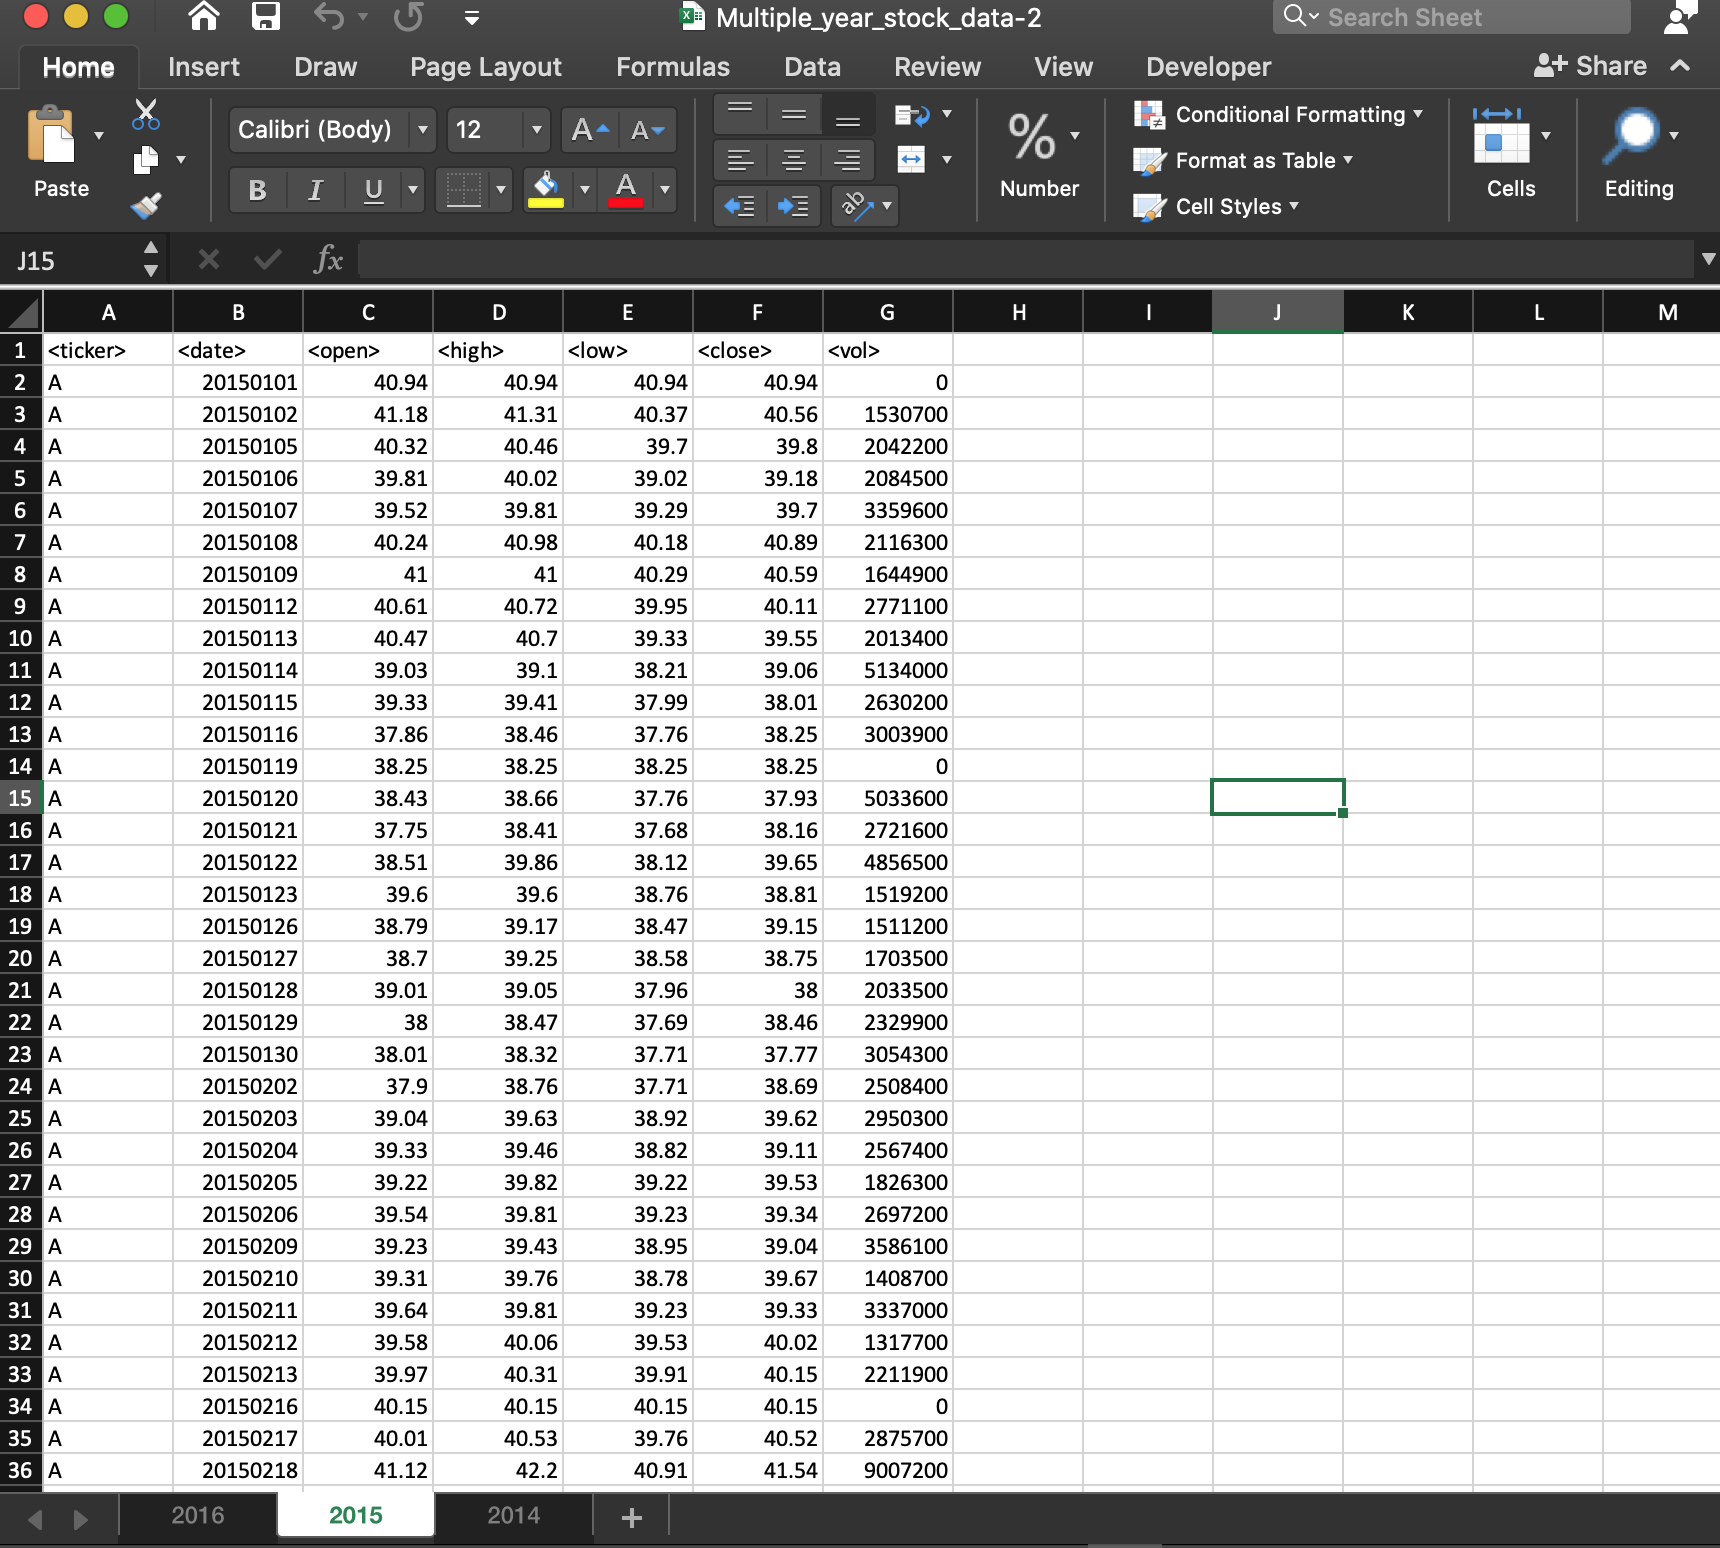 Multiple_year_stock_data-2
Search Sheet
Home Insert Draw Page Layout Formulas Data Review View Developer Share
Paste
Calibri (Body) 12
A A
B I U A
ab
% Number
Conditional Formatting
Format as Table
Cell Styles
Cells
Editing
J15 fx
A B C D E F G H I J K L M
1 <ticker> <date> <open> <high> <low> <close> <vol>
2 A 20150101 40.94 40.94 40.94 40.94 0
3 A 20150102 41.18 41.31 40.37 40.56 1530700
4 A 20150105 40.32 40.46 39.7 39.8 2042200
5 A 20150106 39.81 40.02 39.02 39.18 2084500
6 A 20150107 39.52 39.81 39.29 39.7 3359600
7 A 20150108 40.24 40.98 40.18 40.89 2116300
8 A 20150109 41 41 40.29 40.59 1644900
9 A 20150112 40.61 40.72 39.95 40.11 2771100
10 A 20150113 40.47 40.7 39.33 39.55 2013400
11 A 20150114 39.03 39.1 38.21 39.06 5134000
12 A 20150115 39.33 39.41 37.99 38.01 2630200
13 A 20150116 37.86 38.46 37.76 38.25 3003900
14 A 20150119 38.25 38.25 38.25 38.25 0
15 A 20150120 38.43 38.66 37.76 37.93 5033600
16 A 20150121 37.75 38.41 37.68 38.16 2721600
17 A 20150122 38.51 39.86 38.12 39.65 4856500
18 A 20150123 39.6 39.6 38.76 38.81 1519200
19 A 20150126 38.79 39.17 38.47 39.15 1511200
20 A 20150127 38.7 39.25 38.58 38.75 1703500
21 A 20150128 39.01 39.05 37.96 38 2033500
22 A 20150129 38 38.47 37.69 38.46 2329900
23 A 20150130 38.01 38.32 37.71 37.77 3054300
24 A 20150202 37.9 38.76 37.71 38.69 2508400
25 A 20150203 39.04 39.63 38.92 39.62 2950300
26 A 20150204 39.33 39.46 38.82 39.11 2567400
27 A 20150205 39.22 39.82 39.22 39.53 1826300
28 A 20150206 39.54 39.81 39.23 39.34 2697200
29 A 20150209 39.23 39.43 38.95 39.04 3586100
30 A 20150210 39.31 39.76 38.78 39.67 1408700
31 A 20150211 39.64 39.81 39.23 39.33 3337000
32 A 20150212 39.58 40.06 39.53 40.02 1317700
33 A 20150213 39.97 40.31 39.91 40.15 2211900
34 A 20150216 40.15 40.15 40.15 40.15 0
35 A 20150217 40.01 40.53 39.76 40.52 2875700
36 A 20150218 41.12 42.2 40.91 41.54 9007200
2016 2015 2014 +